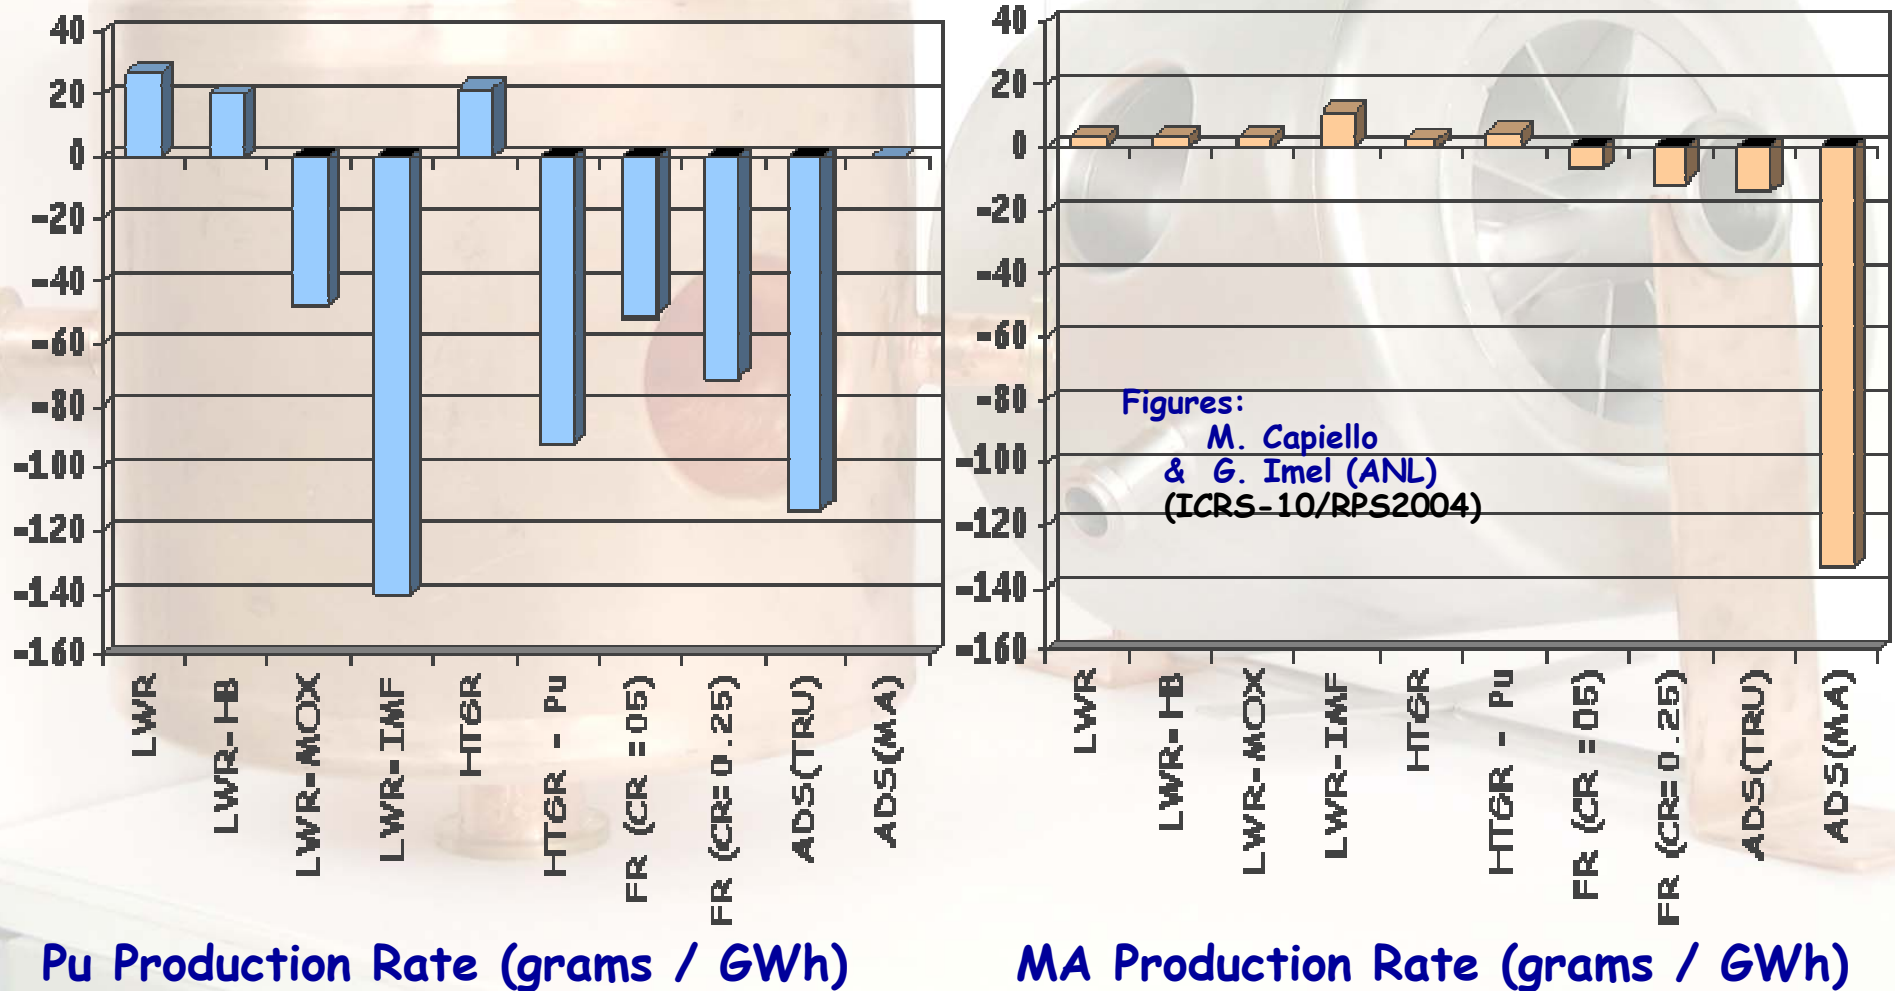 40
20
0
-20
-40
-60
-80
-100
-120
-140
-160
LWR
LWR-HB
LWR-MOX
LWR-IMF
HTGR
HTGR - Pu
FR (CR =05)
FR (CR=0.25)
ADS(TRU)
ADS(MA)
Pu Production Rate (grams / GWh)
40
20
0
-20
-40
-60
-80
-100
-120
-140
-160
Figures:
M. Capiello
& G. Imel (ANL)
(ICRS-10/RPS2004)
LWR
LWR-HB
LWR-MOX
LWR-IMF
HTGR
HTGR - Pu
FR (CR =05)
FR (CR=0.25)
ADS(TRU)
ADS(MA)
MA Production Rate (grams / GWh)